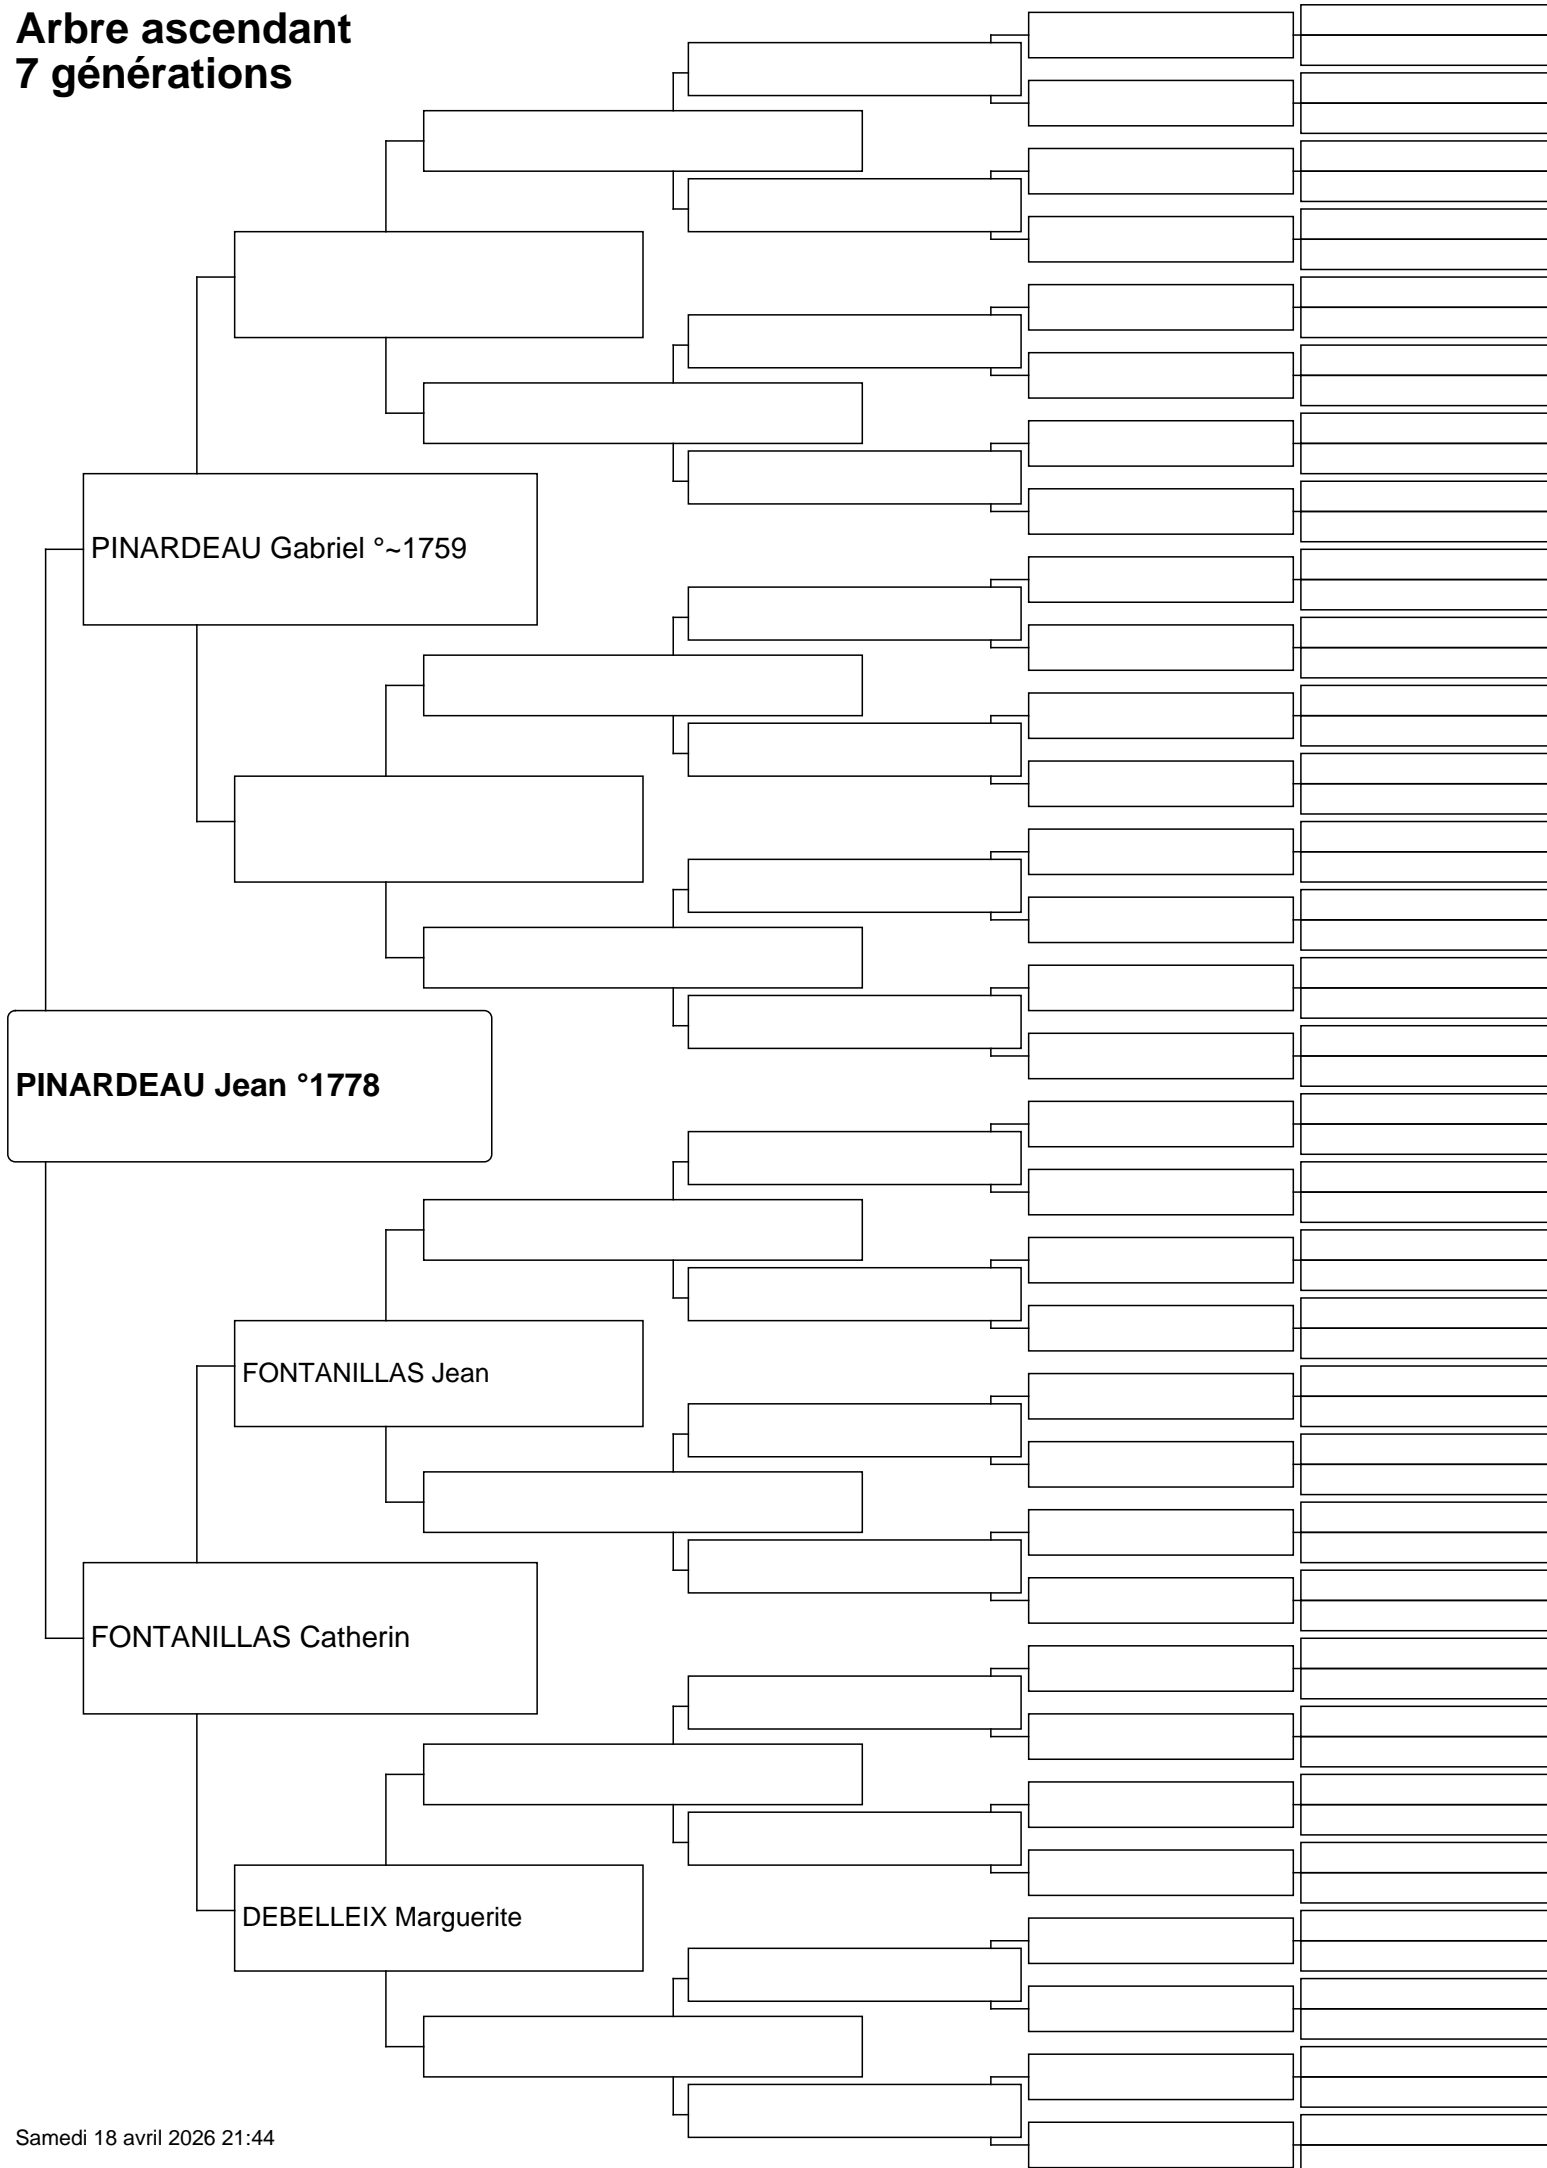 Arbre ascendant
7 générations
PINARDEAU Gabriel °~1759
PINARDEAU Jean °1778
FONTANILLAS Jean
FONTANILLAS Catherin
DEBELLEIX Marguerite
Samedi 18 avril 2026 21:44